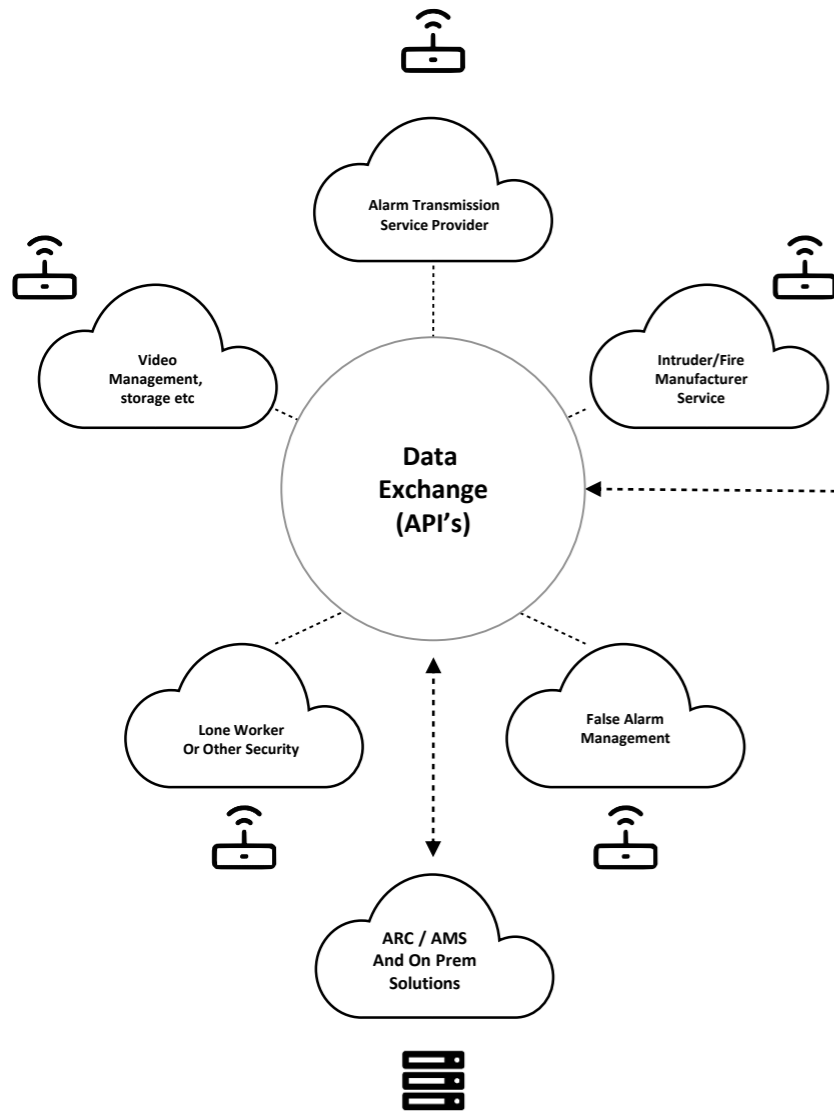 Alarm Transmission
Service Provider
Video
Management,
storage etc
Intruder/Fire
Manufacturer
Service
Data
Exchange
(API's)
Lone Worker
Or Other Security
False Alarm
Management
ARC / AMS
And On Prem
Solutions